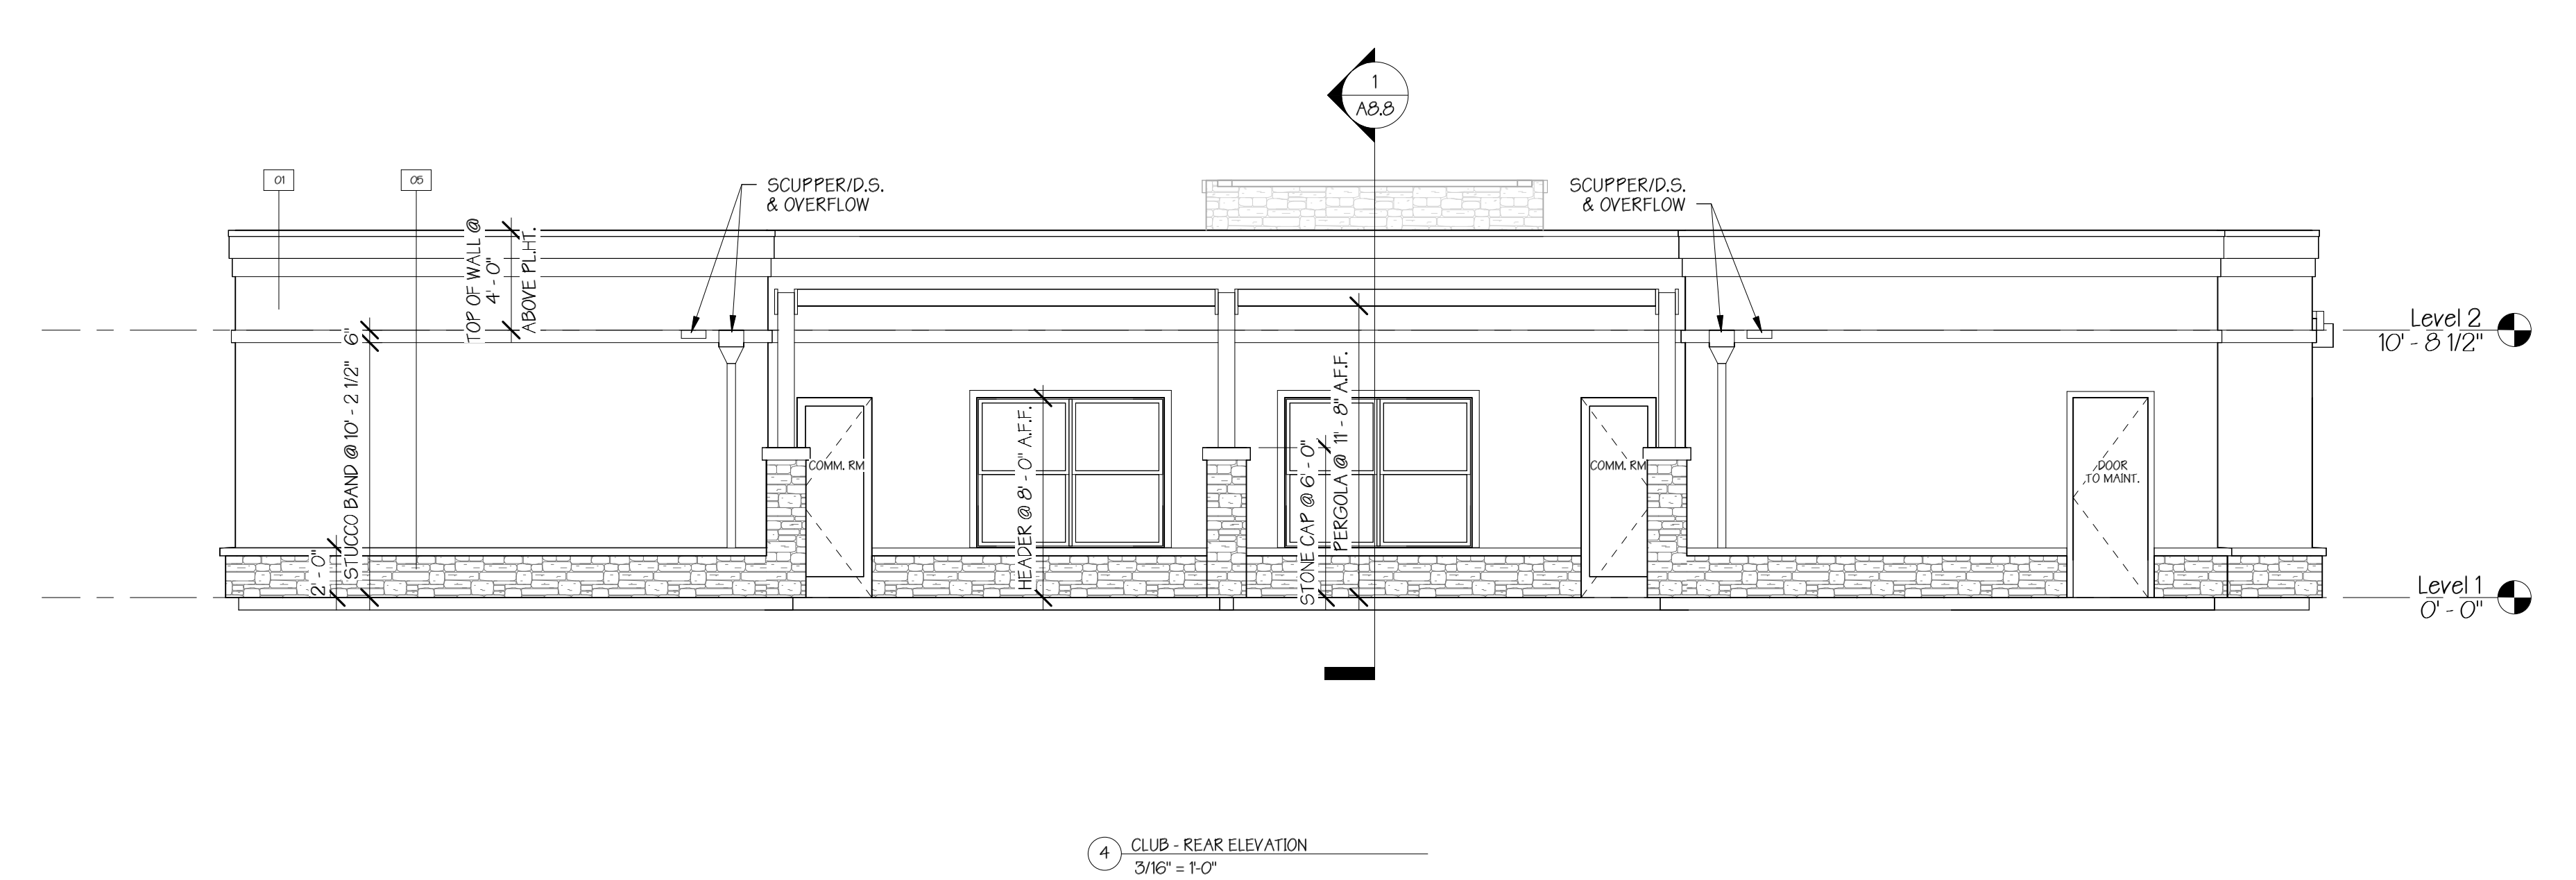 1
A8.8
01
05
SCUPPER/D.S.
& OVERFLOW
SCUPPER/D.S.
& OVERFLOW
TOP OF WALL @
4' - 0"
ABOVE PL.HT.
6"
STUCCO BAND @ 10' - 2 1/2"
2' - 0"
HEADER @ 8' - 0" A.F.F.
STONE CAP @ 6' - 0"
PERGOLA @ 11' - 8" A.F.F.
COMM. RM
COMM. RM
DOOR
TO MAINT.
Level 2
10' - 8 1/2"
Level 1
0' - 0"
4
CLUB - REAR ELEVATION
3/16" = 1'-0"